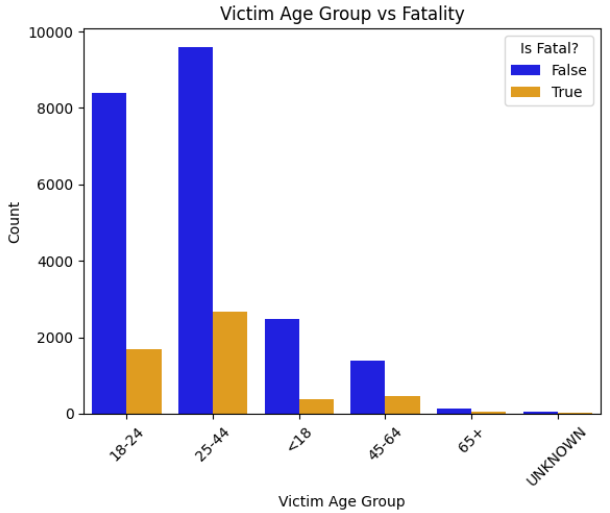 Victim Age Group vs Fatality
10000
8000
6000
4000
2000
0
Count
Is Fatal?
False
True
18-24
25-44
<18
45-64
65+
UNKNOWN
Victim Age Group